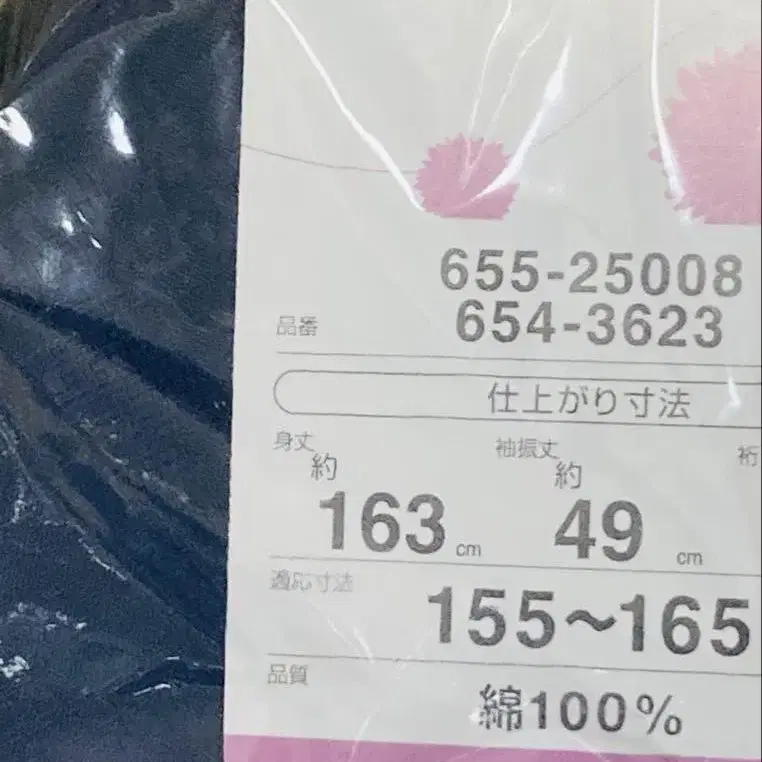 655-25008
品番 654-3623
仕上がり寸法
身丈 袖振丈 裄
約 約
163 cm 49 cm
適応寸法 155〜165
品質 綿100%